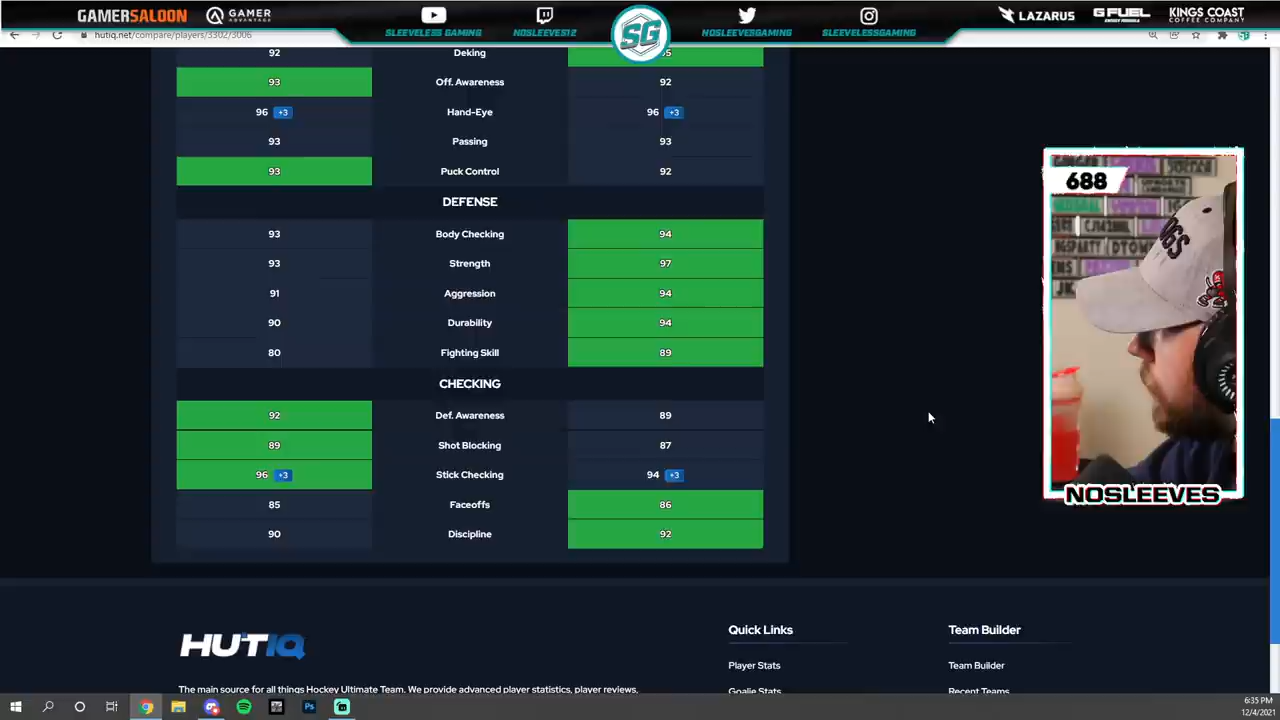 GAMERSALOON
GAMER
ADVANTAGE
SLEEVELESS GAMING
NOSLEEVES12
SG
NOSLEEVESGAMING
SLEEVELESSGAMING
LAZARUS
G FUEL
KINGS COAST
COFFEE COMPANY
hutiq.net/compare/players/3302/3006
92 Deking
93 Off. Awareness 92
96 +3 Hand-Eye 96 +3
93 Passing 93
93 Puck Control 92
DEFENSE
93 Body Checking 94
93 Strength 97
91 Aggression 94
90 Durability 94
80 Fighting Skill 89
CHECKING
92 Def. Awareness 89
89 Shot Blocking 87
96 +3 Stick Checking 94 +3
85 Faceoffs 86
90 Discipline 92
688
NOSLEEVES
HUTIQ
The main source for all things Hockey Ultimate Team. We provide advanced player statistics, player reviews,
Quick Links
Player Stats
Goalie Stats
Team Builder
Team Builder
Recent Teams
6:35 PM
12/4/2021